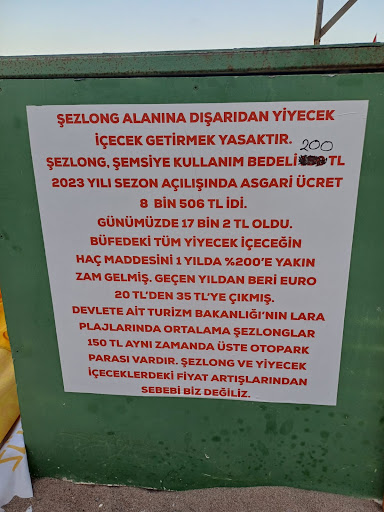 ŞEZLONG ALANINA DIŞARIDAN YİYECEK
İÇECEK GETİRMEK YASAKTIR.
ŞEZLONG, ŞEMSİYE KULLANIM BEDELİ 200 TL
2023 YILI SEZON AÇILIŞINDA ASGARİ ÜCRET
8 BİN 506 TL İDİ.
GÜNÜMÜZDE 17 BİN 2 TL OLDU.
BÜFEDEKİ TÜM YİYECEK İÇECEĞİN
HAÇ MADDESİNİ 1 YILDA %200'E YAKIN
ZAM GELMİŞ. GEÇEN YILDAN BERİ EURO
20 TL'DEN 35 TL'YE ÇIKMIŞ.
DEVLETE AİT TURİZM BAKANLIĞI'NIN LARA
PLAJLARINDA ORTALAMA ŞEZLONGLAR
150 TL AYNI ZAMANDA ÜSTE OTOPARK
PARASI VARDIR. ŞEZLONG VE YİYECEK
İÇECEKLERDEKİ FİYAT ARTIŞLARINDAN
SEBEBİ BİZ DEĞİLİZ.